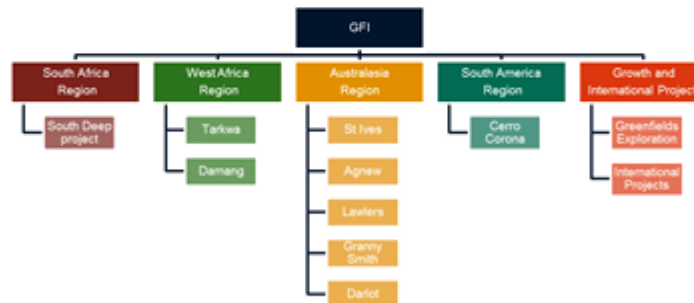 GFI
South Africa
Region
West Africa
Region
Australasia
Region
South America
Region
Growth and
International Project
South Deep
project
Tarkwa
Damang
St Ives
Agnew
Lawlers
Granny
Smith
Darlot
Cerro
Corona
Greenfields
Exploration
International
Projects